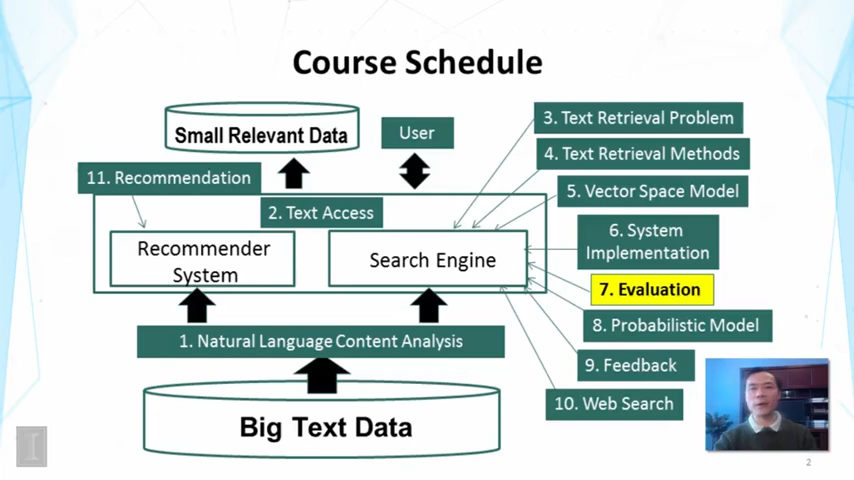 Course Schedule
Small Relevant Data
User
3. Text Retrieval Problem
4. Text Retrieval Methods
11. Recommendation
5. Vector Space Model
2. Text Access
6. System
Implementation
Recommender
System
Search Engine
7. Evaluation
8. Probabilistic Model
1. Natural Language Content Analysis
9. Feedback
10. Web Search
Big Text Data
I
2